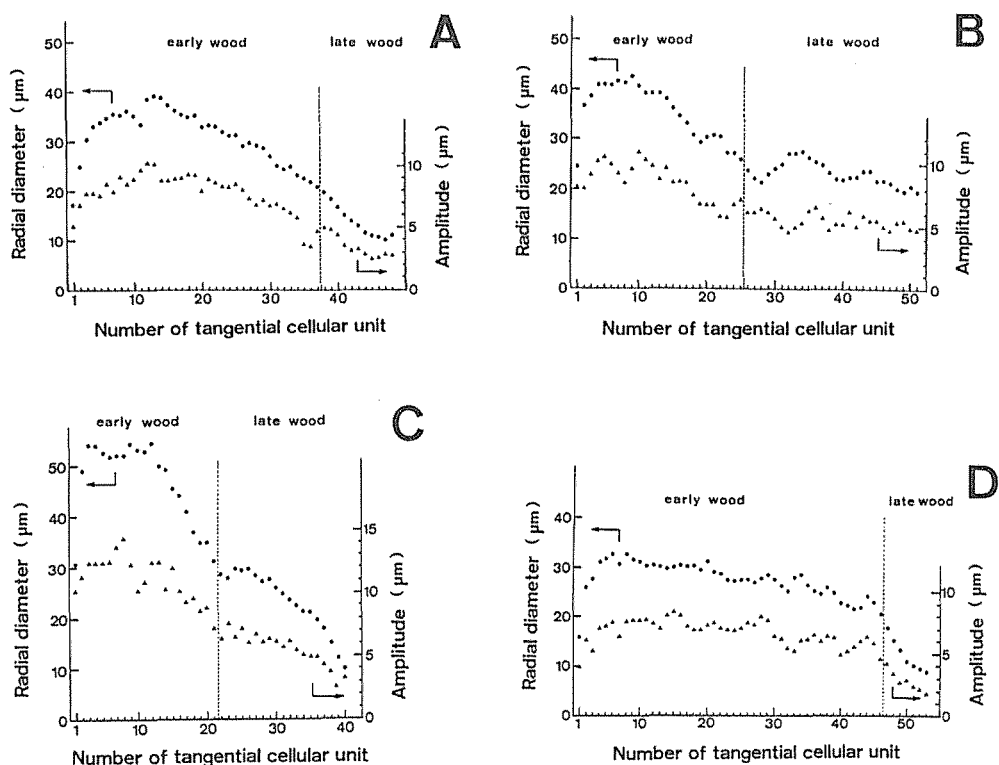 A
early wood late wood
Radial diameter ( μm )
50
40
30
20
10
0
1 10 20 30 40
10
5
0
Amplitude ( μm )
Number of tangential cellular unit
B
early wood late wood
Radial diameter ( μm )
50
40
30
20
10
0
1 10 20 30 40 50
10
5
0
Amplitude ( μm )
Number of tangential cellular unit
C
early wood late wood
Radial diameter ( μm )
50
40
30
20
10
0
1 10 20 30 40
15
10
5
0
Amplitude ( μm )
Number of tangential cellular unit
D
early wood late wood
Radial diameter ( μm )
40
30
20
10
0
1 10 20 30 40 50
10
5
0
Amplitude ( μm )
Number of tangential cellular unit